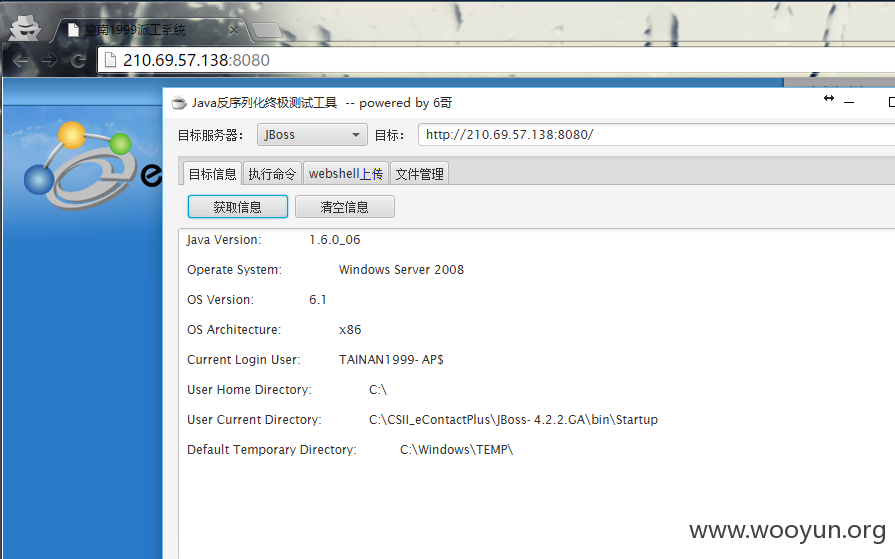 臺南1999派工系統
210.69.57.138:8080
Java反序列化终极测试工具 -- powered by 6哥
目标服务器： JBoss 目标： http://210.69.57.138:8080/
目标信息 执行命令 webshell上传 文件管理
获取信息 清空信息
Java Version: 1.6.0_06
Operate System: Windows Server 2008
OS Version: 6.1
OS Architecture: x86
Current Login User: TAINAN1999- AP$
User Home Directory: C:\
User Current Directory: C:\CSII_eContactPlus\JBoss- 4.2.2.GA\bin\Startup
Default Temporary Directory: C:\Windows\TEMP\
www.wooyun.org